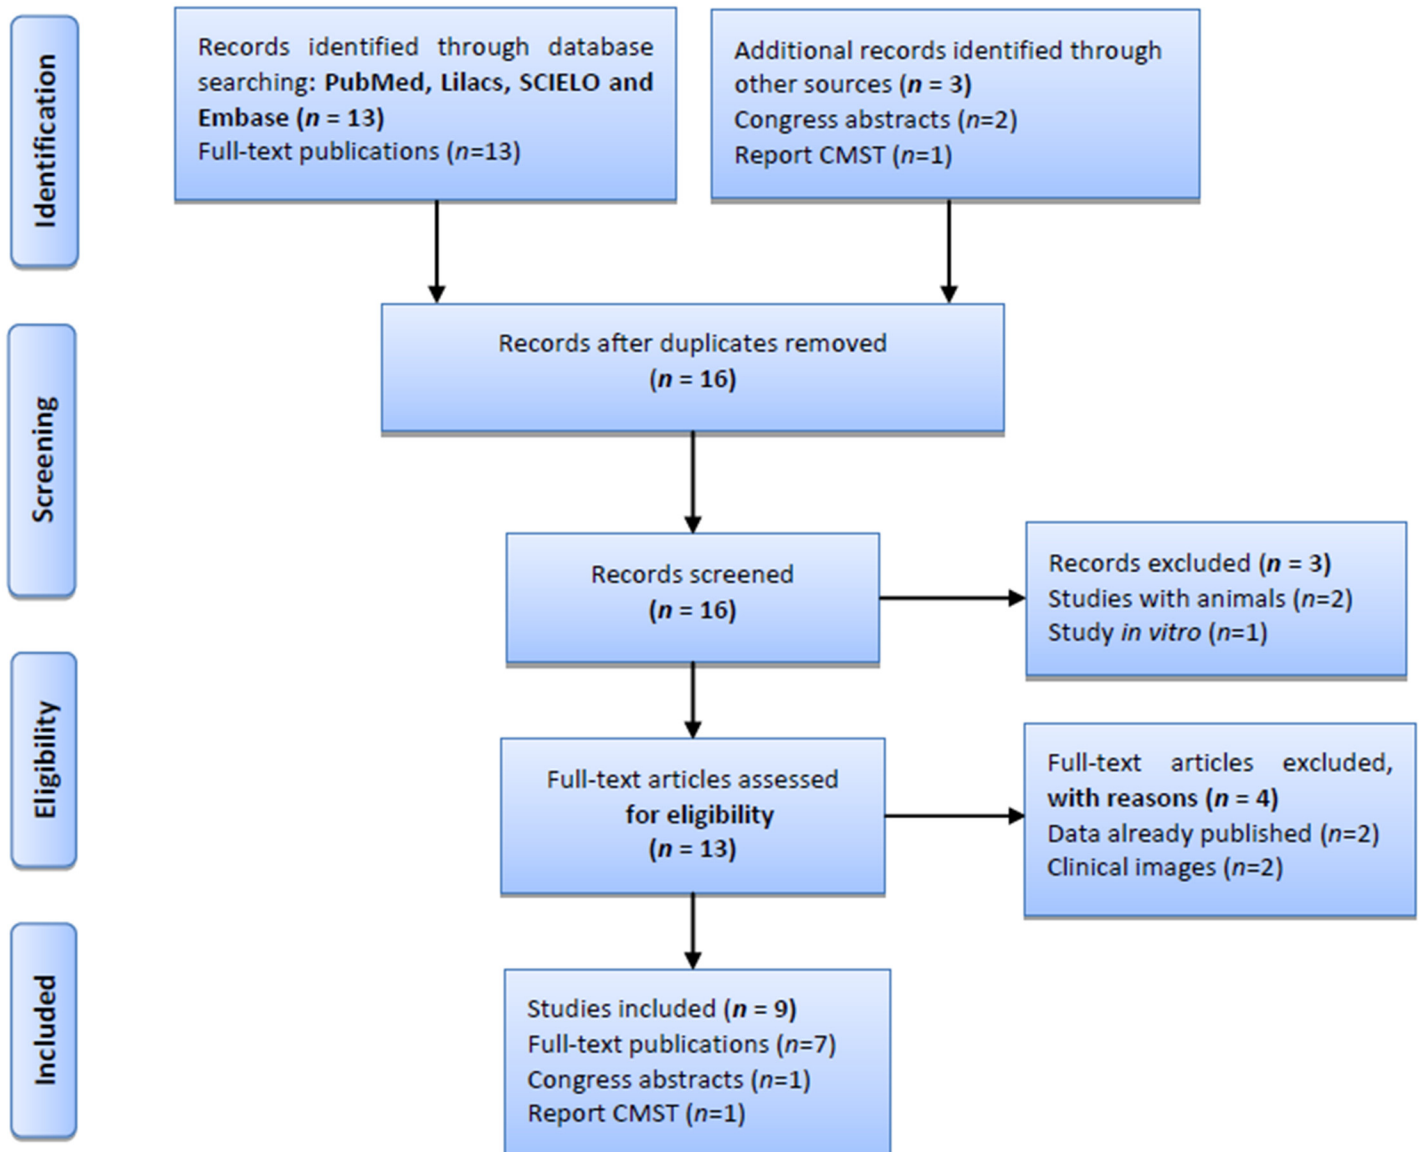 Identification
Records identified through database
searching: PubMed, Lilacs, SCIELO and
Embase (n = 13)
Full-text publications (n=13)
Additional records identified through
other sources (n = 3)
Congress abstracts (n=2)
Report CMST (n=1)
Screening
Records after duplicates removed
(n = 16)
Records screened
(n = 16)
Records excluded (n = 3)
Studies with animals (n=2)
Study in vitro (n=1)
Eligibility
Full-text articles assessed
for eligibility
(n = 13)
Full-text articles excluded,
with reasons (n = 4)
Data already published (n=2)
Clinical images (n=2)
Included
Studies included (n = 9)
Full-text publications (n=7)
Congress abstracts (n=1)
Report CMST (n=1)